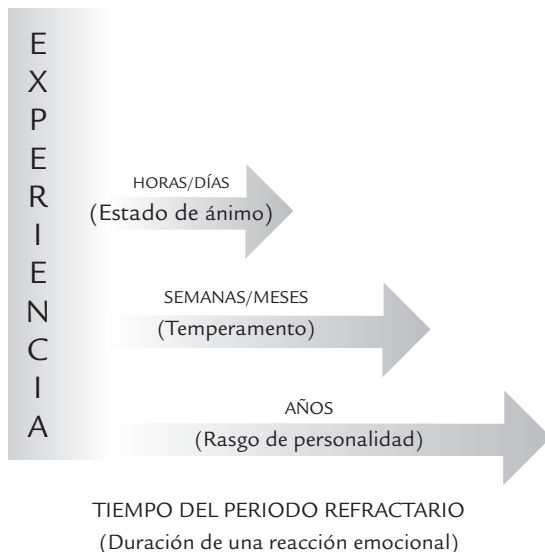 EXPERIENCIA
HORAS/DÍAS
(Estado de ánimo)
SEMANAS/MESES
(Temperamento)
AÑOS
(Rasgo de personalidad)
TIEMPO DEL PERIODO REFRACTARIO
(Duración de una reacción emocional)